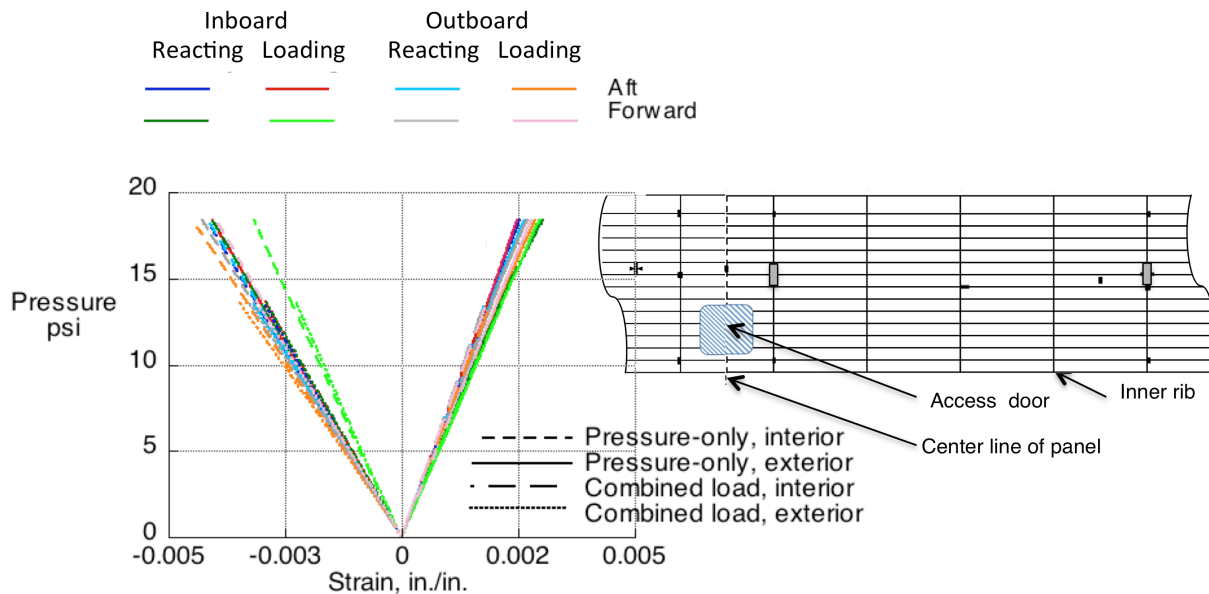 Inboard Outboard
Reacting Loading Reacting Loading
Aft
Forward
20
15
10
5
0
Pressure
psi
-0.005 -0.003 0 0.002 0.005
Strain, in./in.
Pressure-only, interior
Pressure-only, exterior
Combined load, interior
Combined load, exterior
Access door
Inner rib
Center line of panel